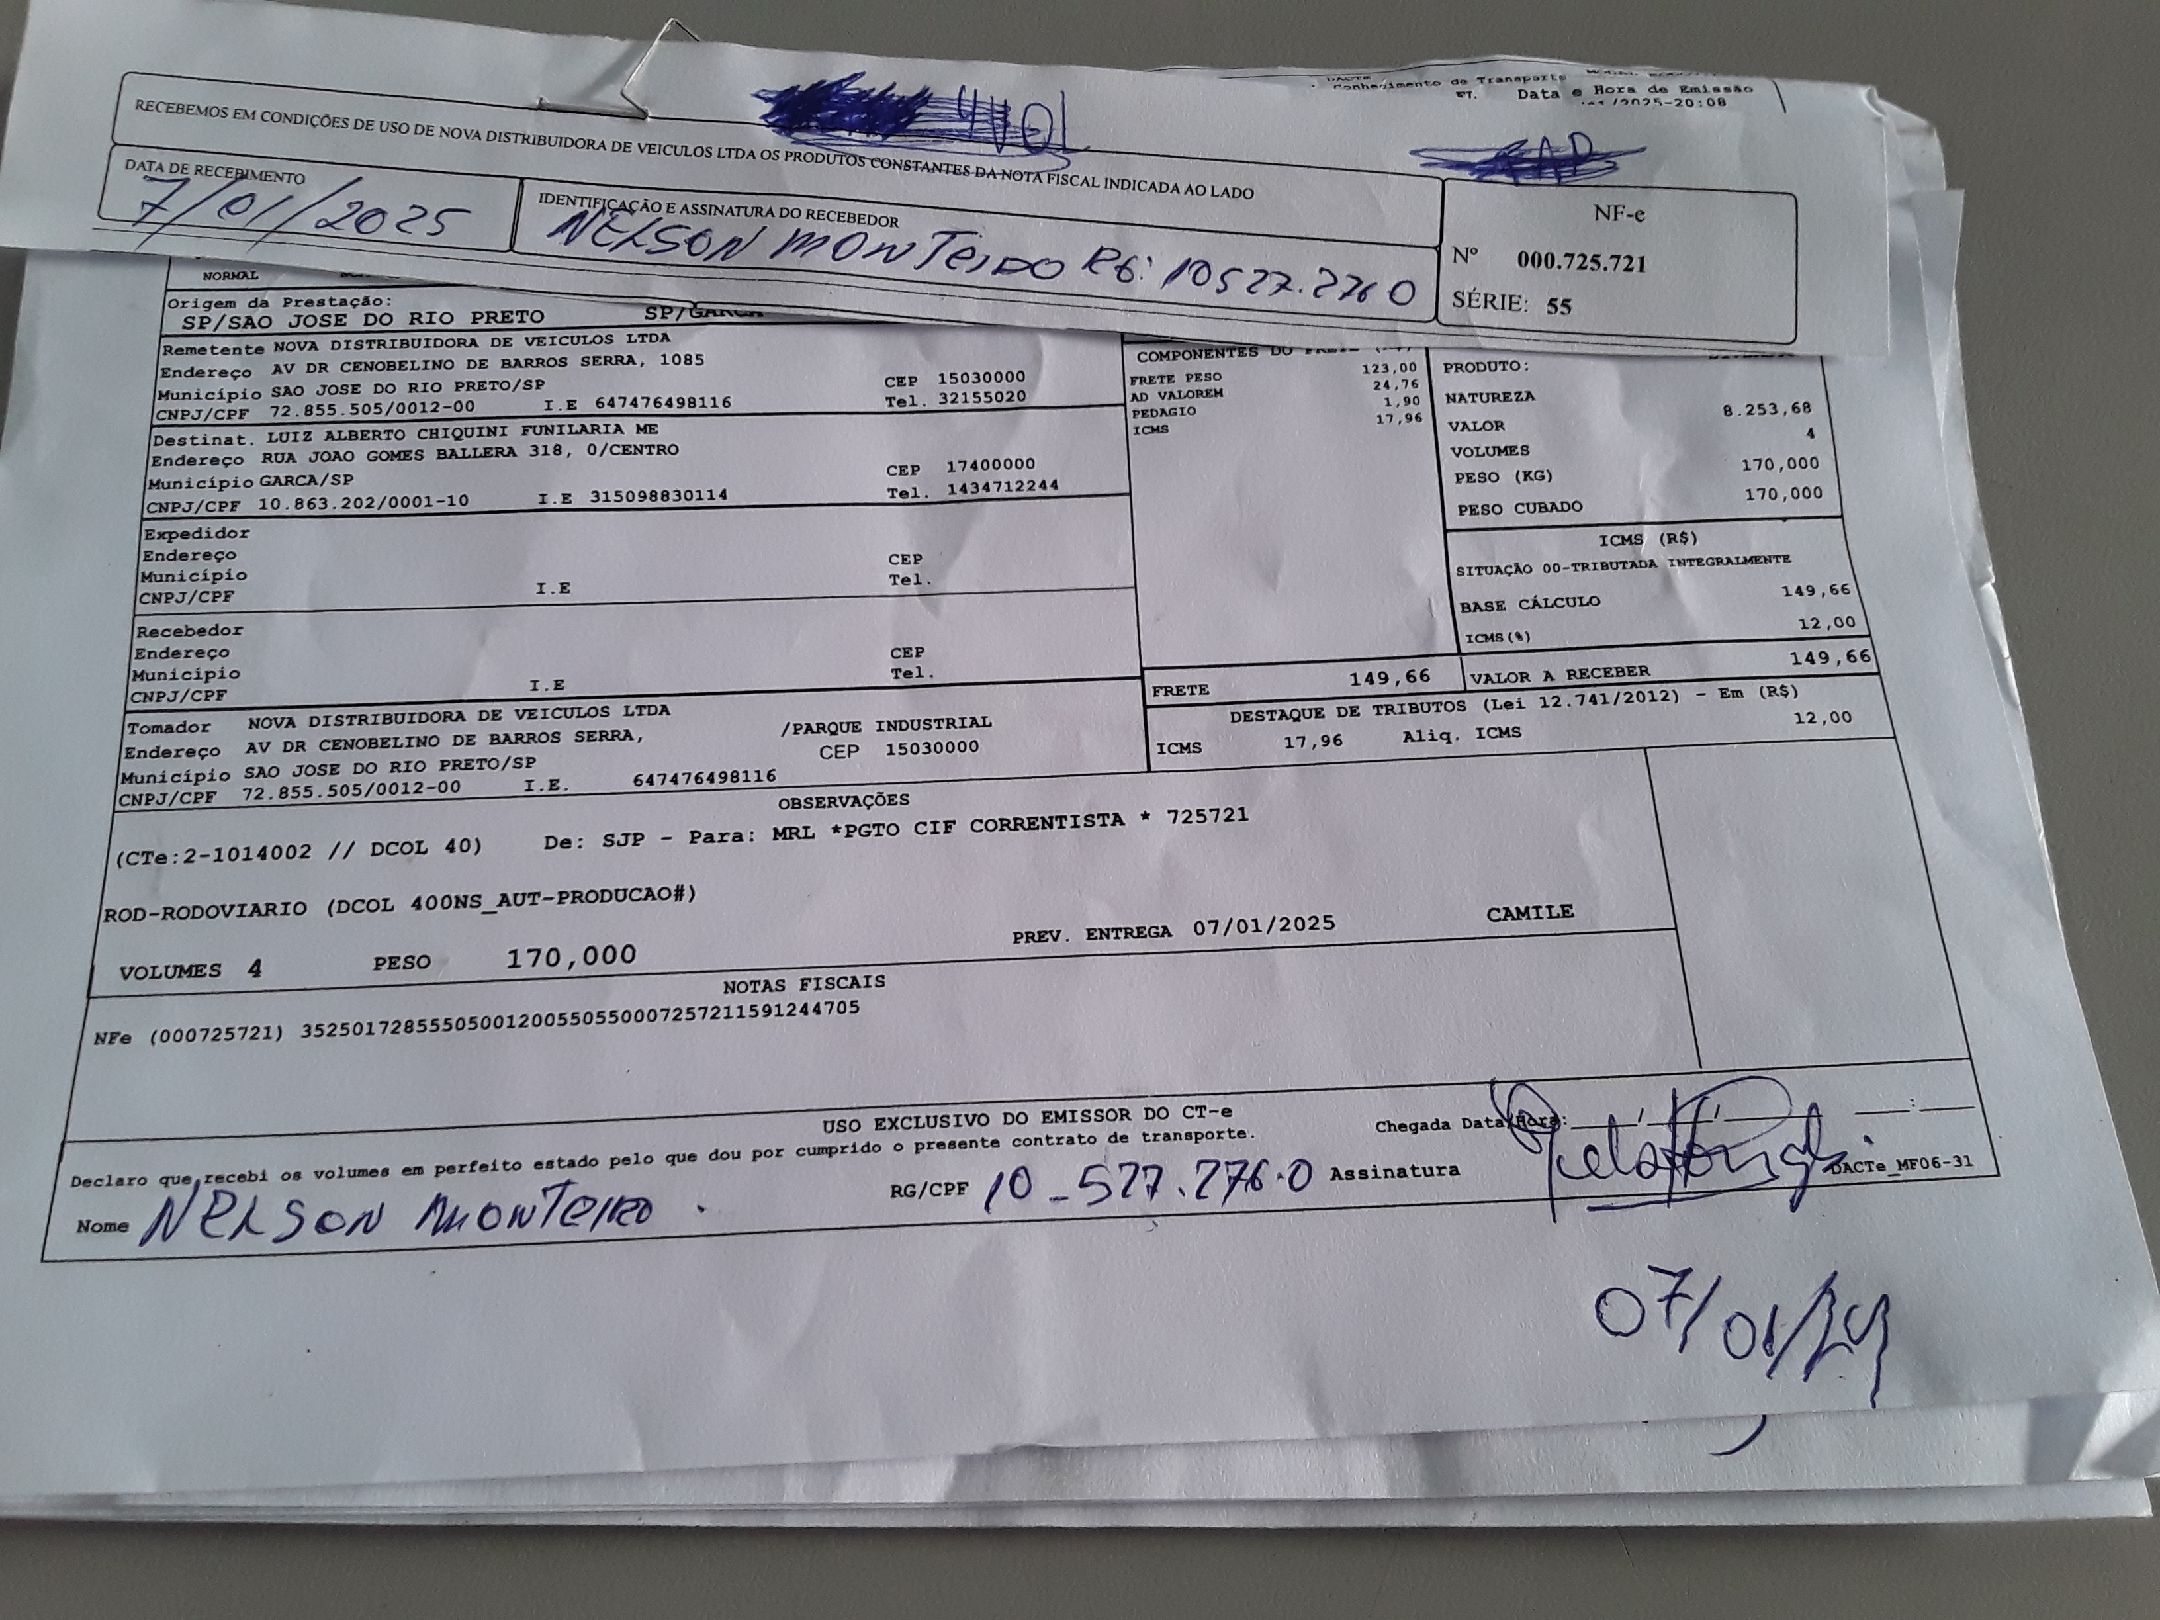 Conhecimento de Transporte
Data e Hora de Emissão
/2025-20:08
4VOL
RECEBEMOS EM CONDIÇÕES DE USO DE NOVA DISTRIBUIDORA DE VEICULOS LTDA OS PRODUTOS CONSTANTES DA NOTA FISCAL INDICADA AO LADO
DATA DE RECEBIMENTO
7/01/2025
IDENTIFICAÇÃO E ASSINATURA DO RECEBEDOR
NELSON MONTEIRO RG: 10527.276 0
NF-e
Nº 000.725.721
SÉRIE: 55
NORMAL
Origem da Prestação:
SP/SAO JOSE DO RIO PRETO SP/GARCA
Remetente NOVA DISTRIBUIDORA DE VEICULOS LTDA
Endereço AV DR CENOBELINO DE BARROS SERRA, 1085
Município SAO JOSE DO RIO PRETO/SP CEP 15030000
CNPJ/CPF 72.855.505/0012-00 I.E 647476498116 Tel. 32155020
Destinat. LUIZ ALBERTO CHIQUINI FUNILARIA ME
Endereço RUA JOAO GOMES BALLERA 318, 0/CENTRO
Município GARCA/SP CEP 17400000
CNPJ/CPF 10.863.202/0001-10 I.E 315098830114 Tel. 1434712244
Expedidor
Endereço CEP
Município Tel.
CNPJ/CPF I.E
Recebedor
Endereço CEP
Município Tel.
CNPJ/CPF I.E
Tomador NOVA DISTRIBUIDORA DE VEICULOS LTDA
Endereço AV DR CENOBELINO DE BARROS SERRA, /PARQUE INDUSTRIAL
Município SAO JOSE DO RIO PRETO/SP CEP 15030000
CNPJ/CPF 72.855.505/0012-00 I.E. 647476498116
COMPONENTES DO
FRETE PESO 123,00
AD VALOREM 24,76
PEDAGIO 1,90
ICMS 17,96
PRODUTO:
NATUREZA
VALOR 8.253,68
VOLUMES 4
PESO (KG) 170,000
PESO CUBADO 170,000
ICMS (R$)
SITUAÇÃO 00-TRIBUTADA INTEGRALMENTE
BASE CÁLCULO 149,66
ICMS(%) 12,00
FRETE 149,66 VALOR A RECEBER 149,66
DESTAQUE DE TRIBUTOS (Lei 12.741/2012) - Em (R$)
ICMS 17,96 Aliq. ICMS 12,00
OBSERVAÇÕES
(CTe:2-1014002 // DCOL 40) De: SJP - Para: MRL *PGTO CIF CORRENTISTA * 725721
ROD-RODOVIARIO (DCOL 400NS_AUT-PRODUCAO#)
VOLUMES 4 PESO 170,000 PREV. ENTREGA 07/01/2025 CAMILE
NOTAS FISCAIS
NFe (000725721) 35250172855505001200550550007257211591244705
USO EXCLUSIVO DO EMISSOR DO CT-e
Declaro que recebi os volumes em perfeito estado pelo que dou por cumprido o presente contrato de transporte.
Chegada Data/Hora: ____/____/____ ___:___
Nome NELSON MONTEIRO . RG/CPF 10-527.276.0 Assinatura
DACTe_MF06-31
07/01/24